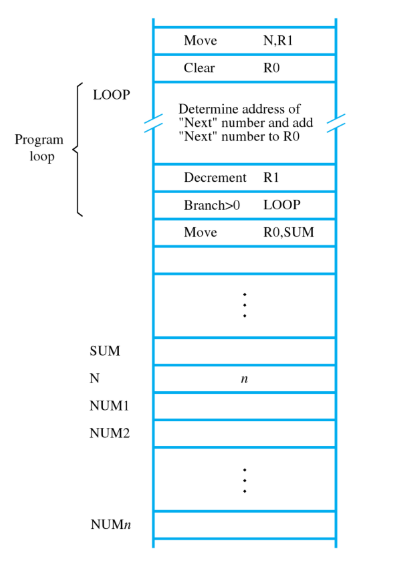 Move N,R1
Clear R0
LOOP
Determine address of
"Next" number and add
"Next" number to R0
Program
loop
Decrement R1
Branch>0 LOOP
Move R0,SUM
SUM
N n
NUM1
NUM2
NUMn